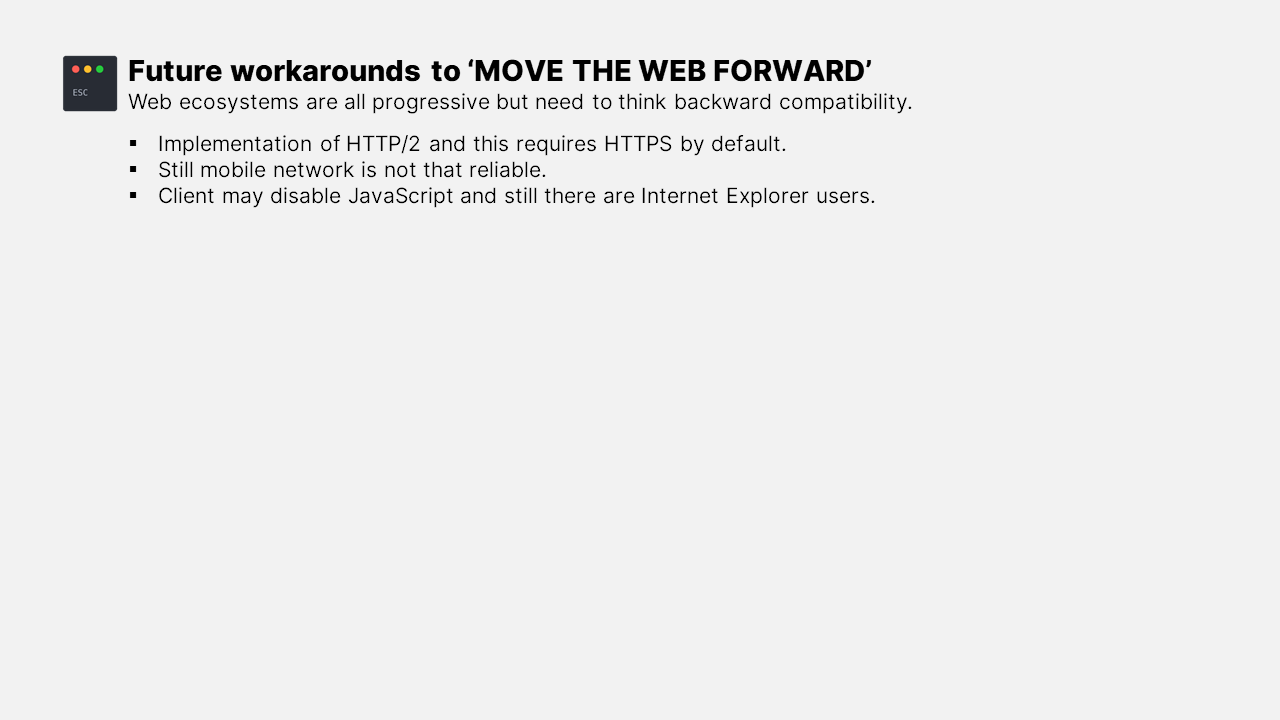 Future workarounds to ‘MOVE THE WEB FORWARD’
ESC
Web ecosystems are all progressive but need to think backward compatibility.
▪ Implementation of HTTP/2 and this requires HTTPS by default.
▪ Still mobile network is not that reliable.
▪ Client may disable JavaScript and still there are Internet Explorer users.